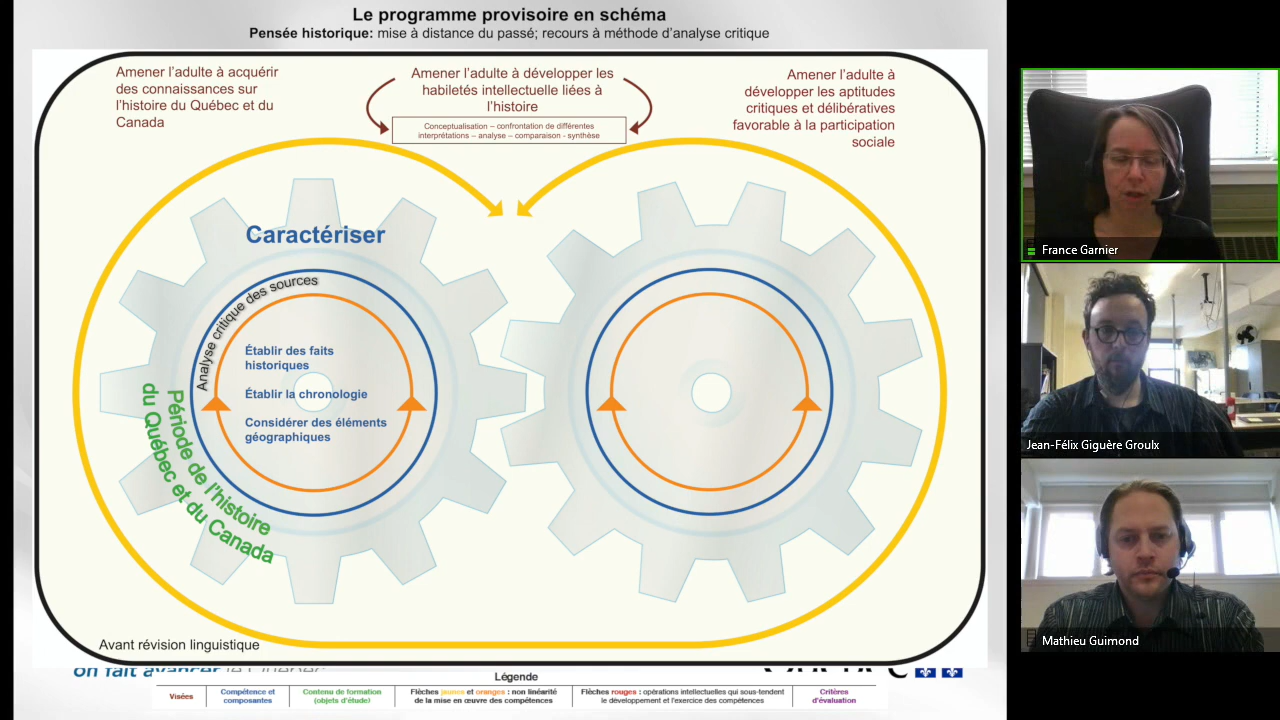 Le programme provisoire en schéma
Pensée historique: mise à distance du passé; recours à méthode d'analyse critique
Amener l'adulte à acquérir
des connaissances sur
l'histoire du Québec et du
Canada
Amener l'adulte à développer les
habiletés intellectuelle liées à
l'histoire
Conceptualisation – confrontation de différentes
interprétations – analyse – comparaison - synthèse
Amener l'adulte à
développer les aptitudes
critiques et délibératives
favorable à la participation
sociale
Caractériser
Analyse critique des sources
Établir des faits
historiques
Établir la chronologie
Considérer des éléments
géographiques
Période de l'histoire
du Québec et du Canada
Avant révision linguistique
on fait avancer le Québec
Légende
Visées
Compétence et
composantes
Contenu de formation
(objets d'étude)
Flèches jaunes et oranges : non linéarité
de la mise en œuvre des compétences
Flèches rouges : opérations intellectuelles qui sous-tendent
le développement et l'exercice des compétences
Critères
d'évaluation
France Garnier
Jean-Félix Giguère Groulx
Mathieu Guimond